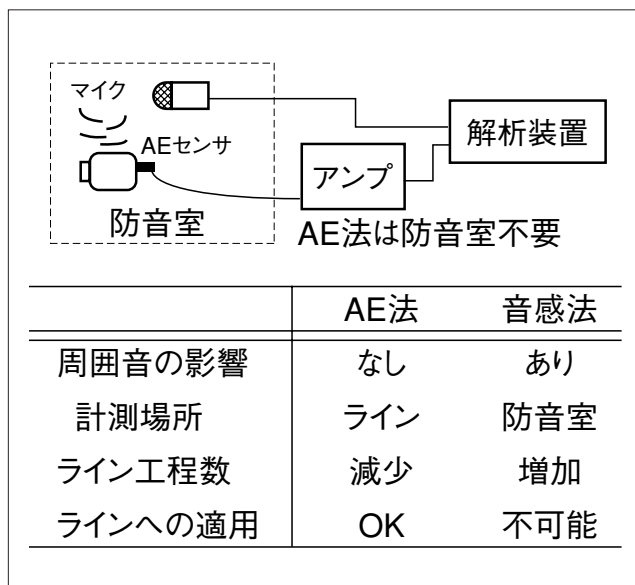 マイク
AEセンサ
解析装置
アンプ
防音室
AE法は防音室不要
AE法 音感法
周囲音の影響 なし あり
計測場所 ライン 防音室
ライン工程数 減少 増加
ラインへの適用 OK 不可能